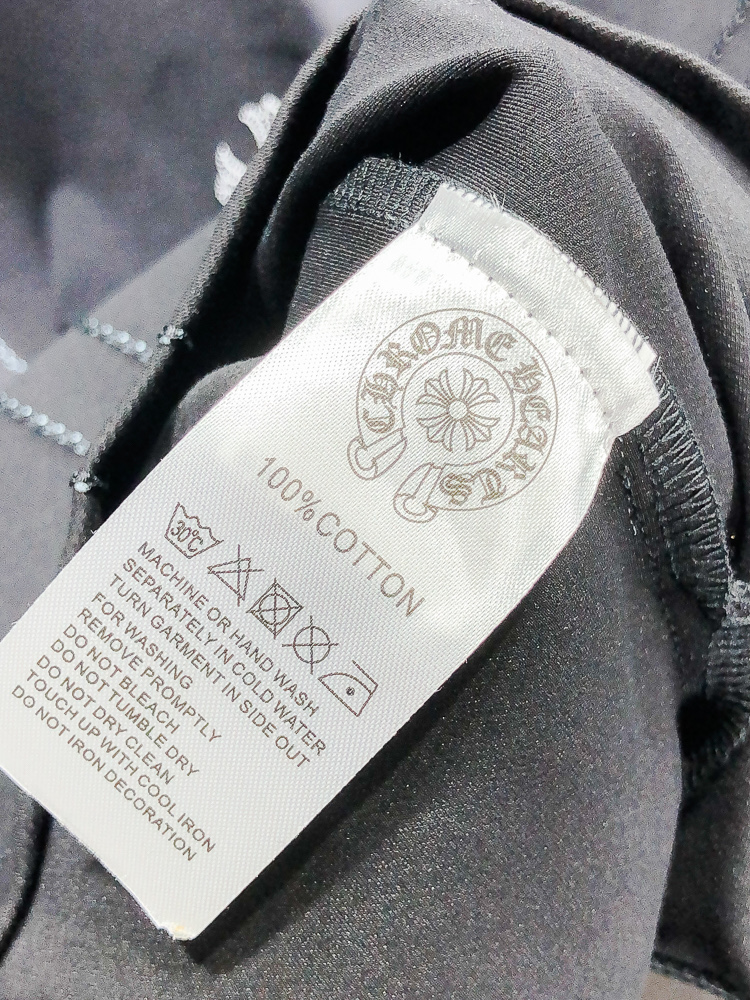 CHROME HEARTS
100%COTTON
30℃
MACHINE OR HAND WASH
SEPARATELY IN COLD WATER
TURN GARMENT IN SIDE OUT
FOR WASHING
REMOVE PROMPTLY
DO NOT BLEACH
DO NOT TUMBLE DRY
DO NOT DRY CLEAN
TOUCH UP WITH COOL IRON
DO NOT IRON DECORATION